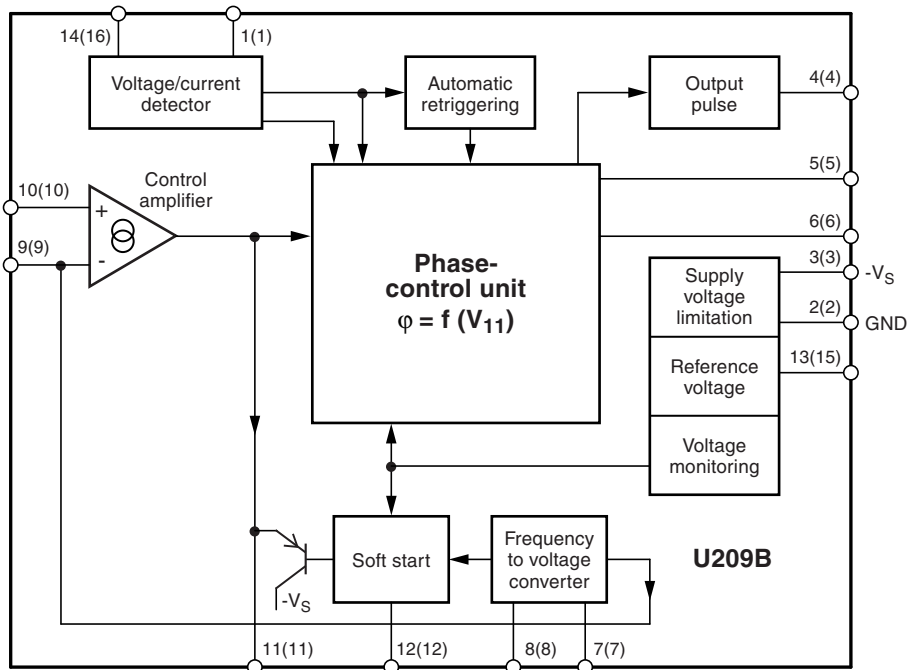 14(16)
1(1)
Voltage/current
detector
Automatic
retriggering
Output
pulse
4(4)
5(5)
10(10)
Control
amplifier
+
6(6)
9(9)
-
Phase-
control unit
φ = f (V11)
3(3)
-VS
Supply
voltage
limitation
2(2)
GND
13(15)
Reference
voltage
Voltage
monitoring
Soft start
Frequency
to voltage
converter
U209B
-VS
11(11)
12(12)
8(8)
7(7)